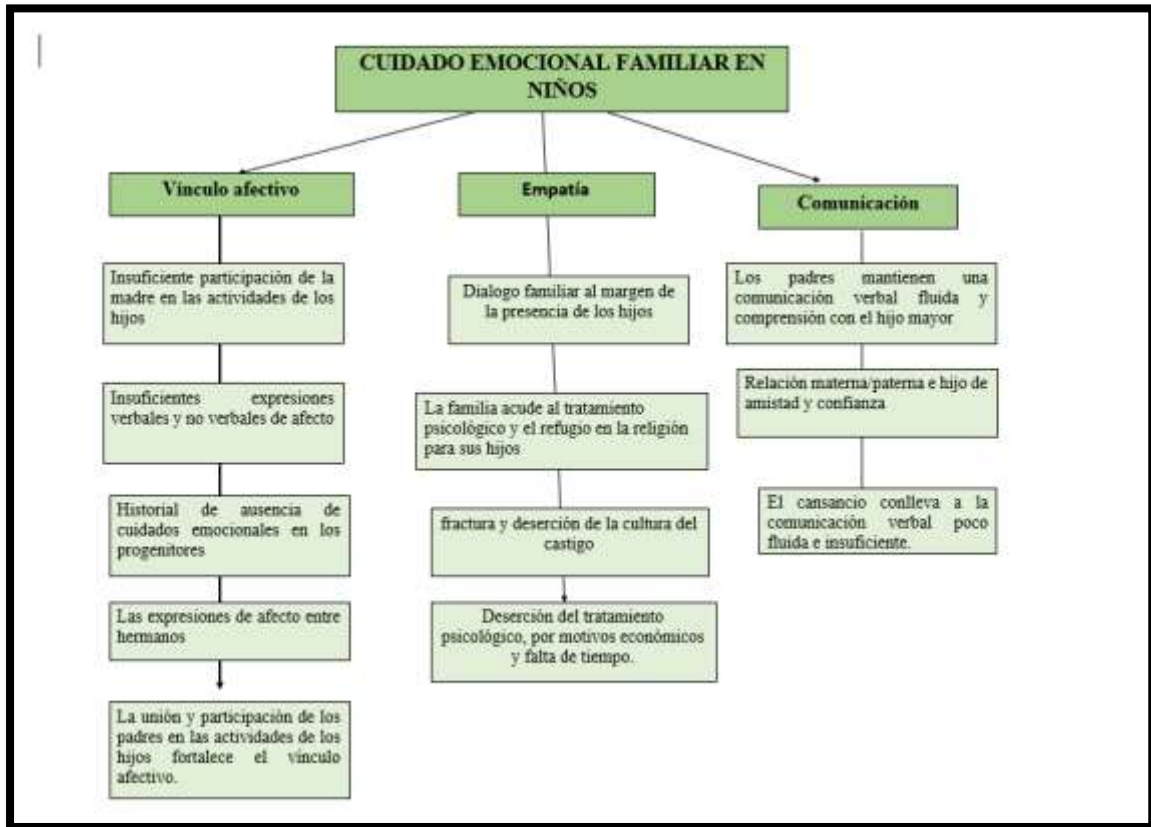 CUIDADO EMOCIONAL FAMILIAR EN
NIÑOS
Vínculo afectivo
Insuficiente participación de la
madre en las actividades de los
hijos
Insuficientes expresiones
verbales y no verbales de afecto
Historial de ausencia de
cuidados emocionales en los
progenitores
Las expresiones de afecto entre
hermanos
La unión y participación de los
padres en las actividades de los
hijos fortalece el vínculo
afectivo.
Empatía
Dialogo familiar al margen de
la presencia de los hijos
La familia acude al tratamiento
psicológico y el refugio en la religión
para sus hijos
fractura y deserción de la cultura del
castigo
Deserción del tratamiento
psicológico, por motivos económicos
y falta de tiempo.
Comunicación
Los padres mantienen una
comunicación verbal fluida y
comprensión con el hijo mayor
Relación materna/paterna e hijo de
amistad y confianza
El cansancio conlleva a la
comunicación verbal poco
fluida e insuficiente.